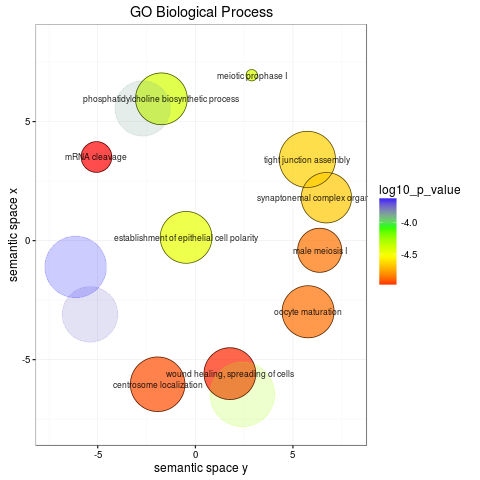 GO Biological Process
meiotic prophase I
phosphatidylcholine biosynthetic process
5
mRNA cleavage
tight junction assembly
log10_p_value
synaptonemal complex organ
-4.0
semantic space x
establishment of epithelial cell polarity
0
male meiosis I
-4.5
oocyte maturation
-5
wound healing, spreading of cells
centrosome localization
-5 0 5
semantic space y